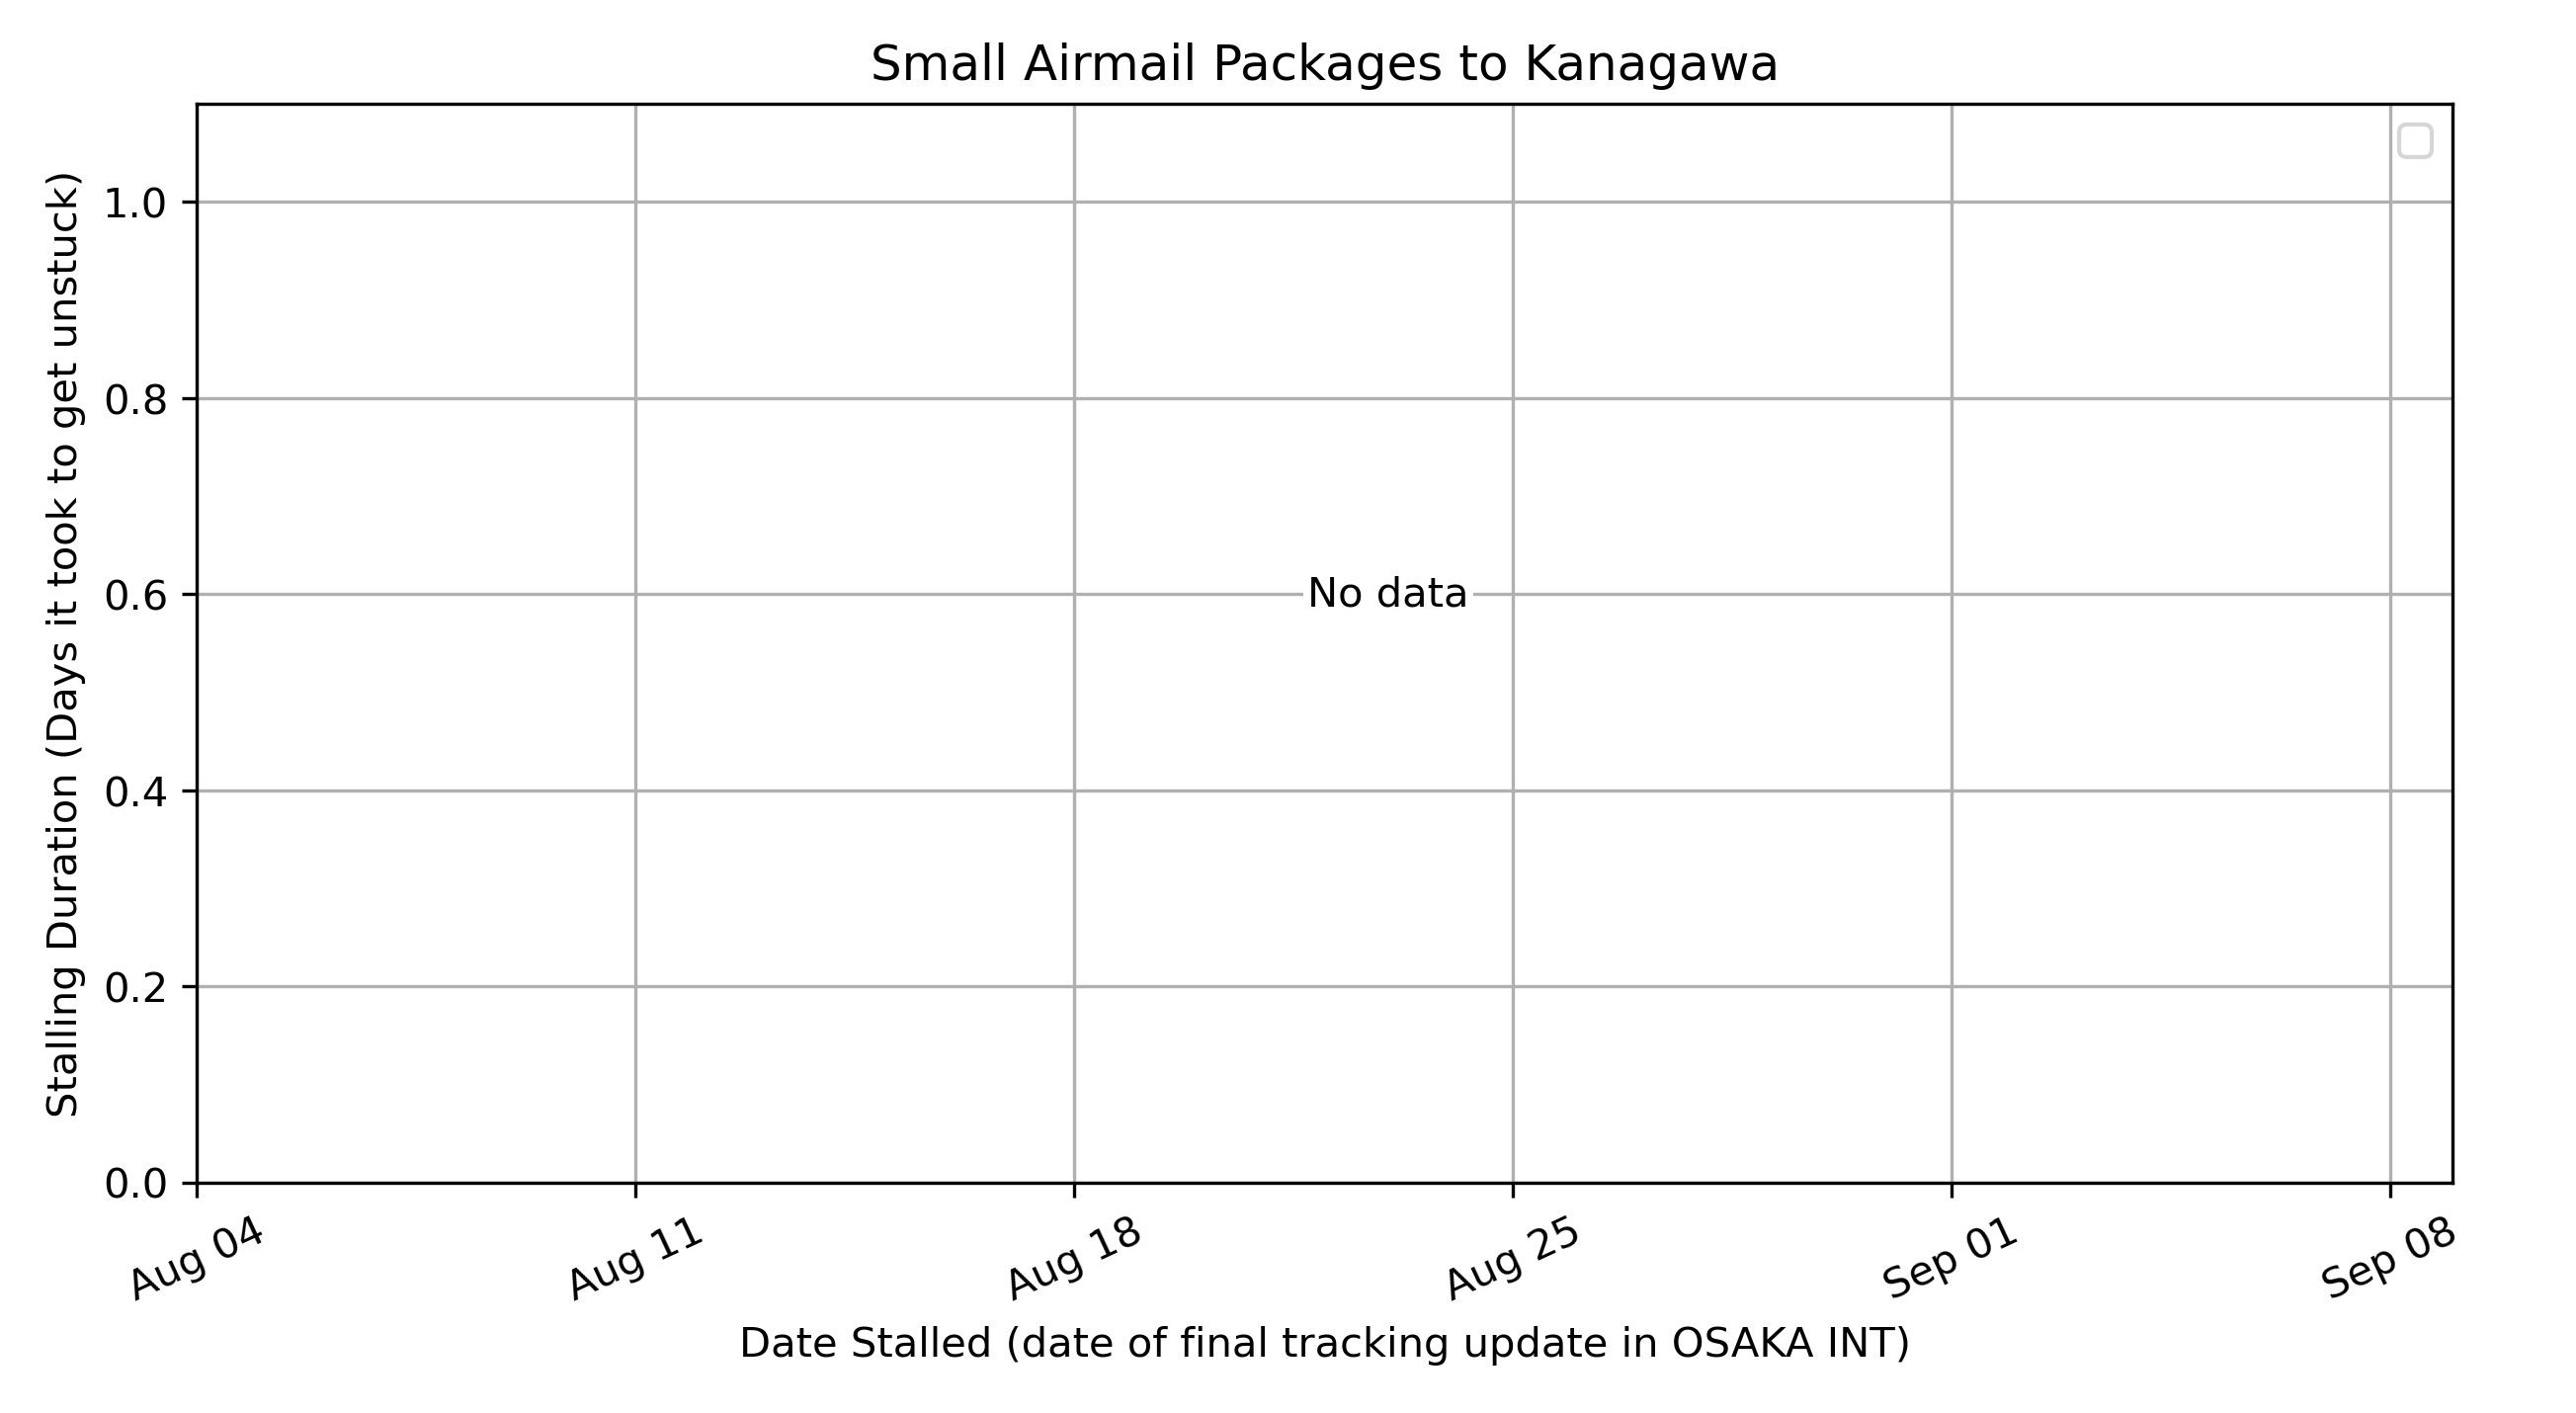 Small Airmail Packages to Kanagawa
Stalling Duration (Days it took to get unstuck)
1.0
0.8
0.6
0.4
0.2
0.0
No data
Aug 04
Aug 11
Aug 18
Aug 25
Sep 01
Sep 08
Date Stalled (date of final tracking update in OSAKA INT)